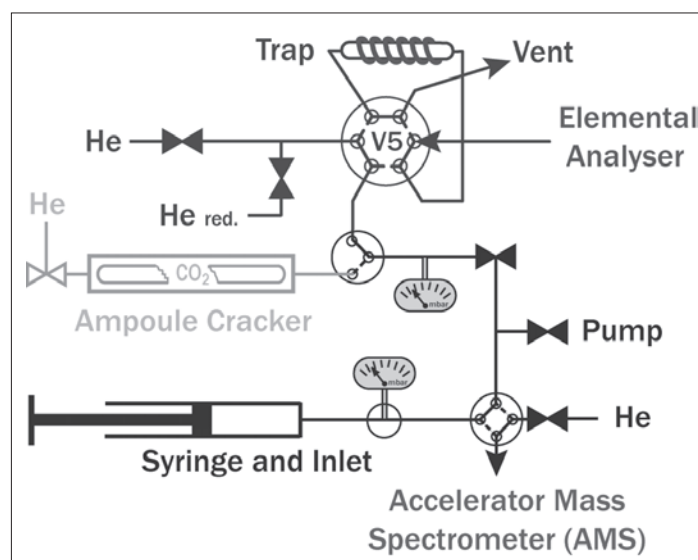 Trap
Vent
He
V5
Elemental
Analyser
He
He red.
CO2
mbar
Ampoule Cracker
Pump
mbar
He
Syringe and Inlet
Accelerator Mass
Spectrometer (AMS)